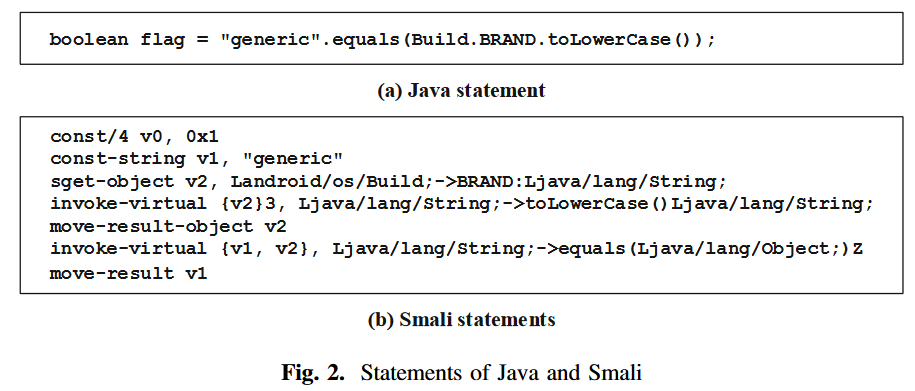 boolean flag = "generic".equals(Build.BRAND.toLowerCase());
(a) Java statement
const/4 v0, 0x1
const-string v1, "generic"
sget-object v2, Landroid/os/Build;->BRAND:Ljava/lang/String;
invoke-virtual {v2}3, Ljava/lang/String;->toLowerCase()Ljava/lang/String;
move-result-object v2
invoke-virtual {v1, v2}, Ljava/lang/String;->equals(Ljava/lang/Object;)Z
move-result v1
(b) Smali statements
Fig. 2. Statements of Java and Smali